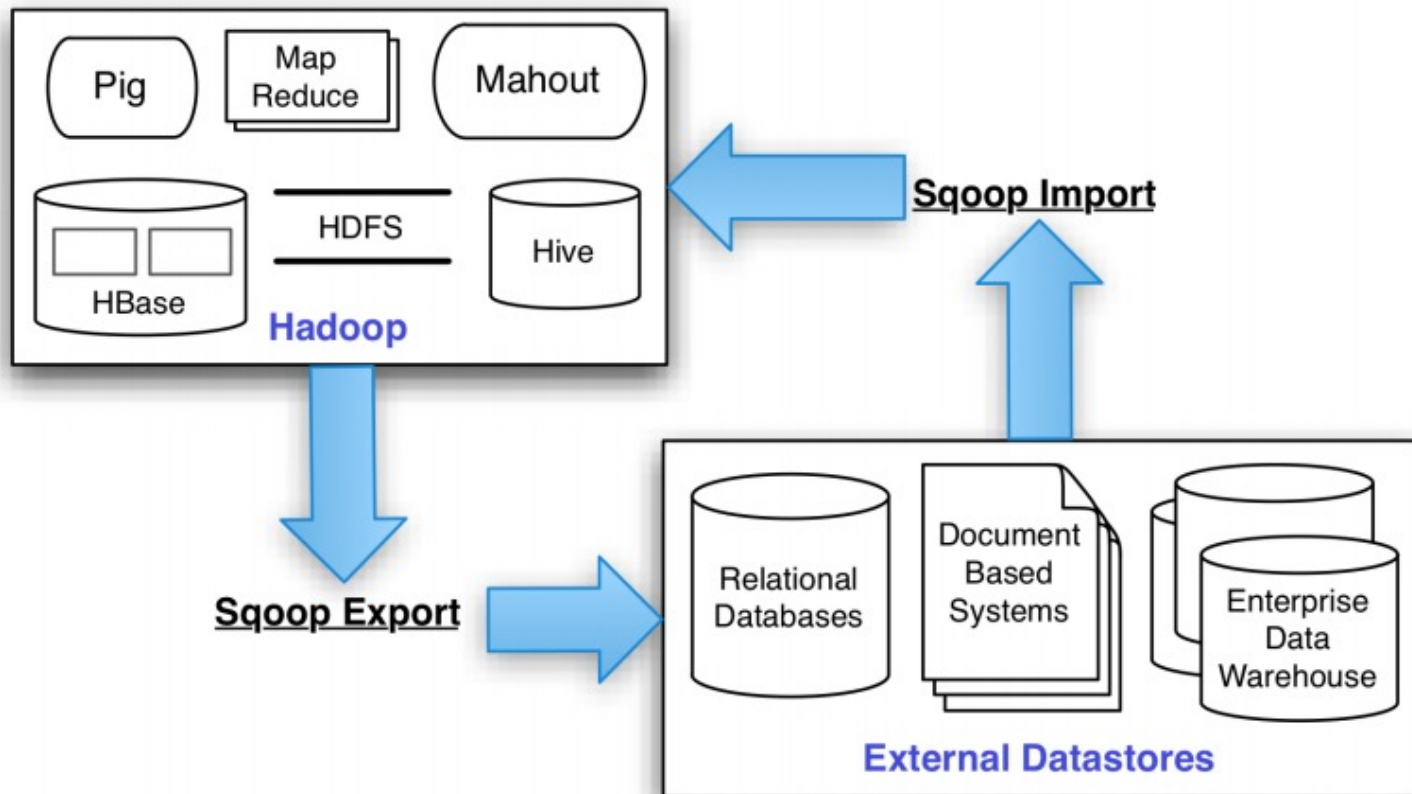 Pig
Map
Reduce
Mahout
HBase
HDFS
Hive
Hadoop
Sqoop Import
Sqoop Export
Relational
Databases
Document
Based
Systems
Enterprise
Data
Warehouse
External Datastores